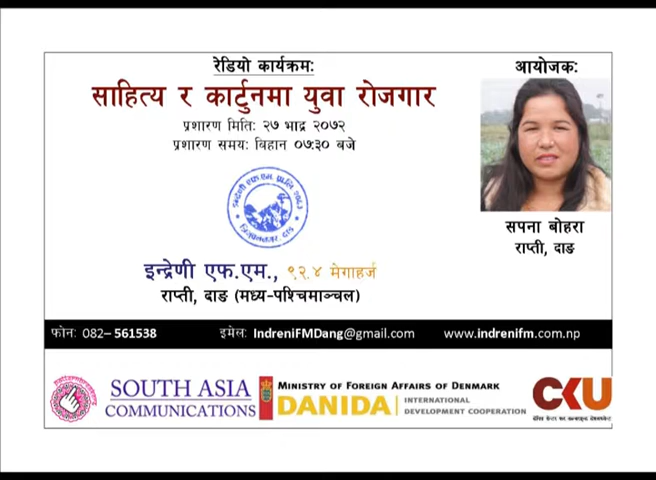 रेडियो कार्यक्रम:
साहित्य र कार्टुनमा युवा रोजगार
प्रशारण मिति: २७ भाद्र २०७२
प्रशारण समय: विहान ०७:३० बजे
इन्द्रेणी एफ.एम., ९२.४ मेगाहर्ज
राप्ती, दाङ (मध्य-पश्चिमाञ्चल)
आयोजक:
सपना बोहरा
राप्ती, दाङ
फोन: 082-561538 इमेल: IndreniFMDang@gmail.com www.indrenifm.com.np
SOUTH ASIA
COMMUNICATIONS
MINISTRY OF FOREIGN AFFAIRS OF DENMARK
DANIDA
INTERNATIONAL
DEVELOPMENT COOPERATION
CKU